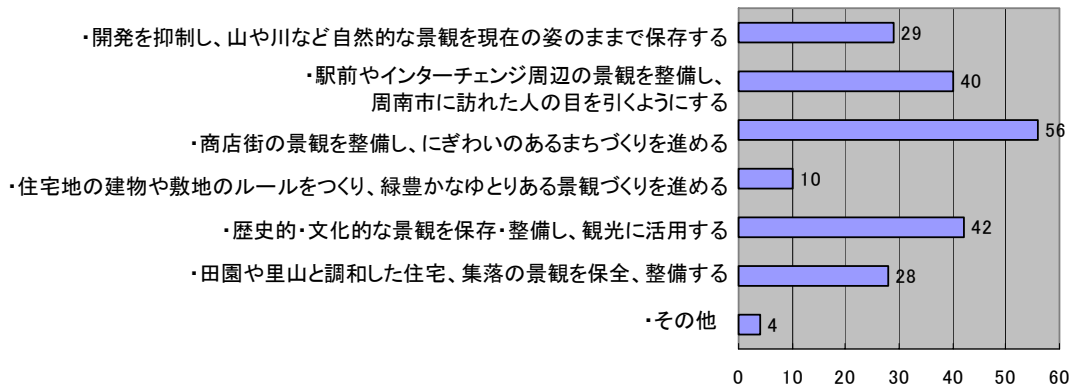 ・開発を抑制し、山や川など自然的な景観を現在の姿のままで保存する
29
・駅前やインターチェンジ周辺の景観を整備し、
周南市に訪れた人の目を引くようにする
40
・商店街の景観を整備し、にぎわいのあるまちづくりを進める
56
・住宅地の建物や敷地のルールをつくり、緑豊かなゆとりある景観づくりを進める
10
・歴史的・文化的な景観を保存・整備し、観光に活用する
42
・田園や里山と調和した住宅、集落の景観を保全、整備する
28
・その他
4
0 10 20 30 40 50 60